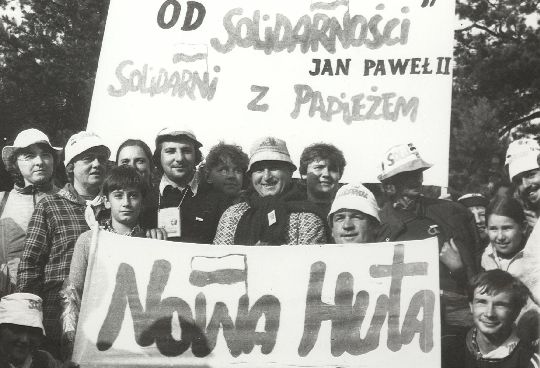 OD SOLIDARNOŚCI"
JAN PAWEŁ II
SOLIDARNI
Z PAPIEŻEM
NOWA HUTA